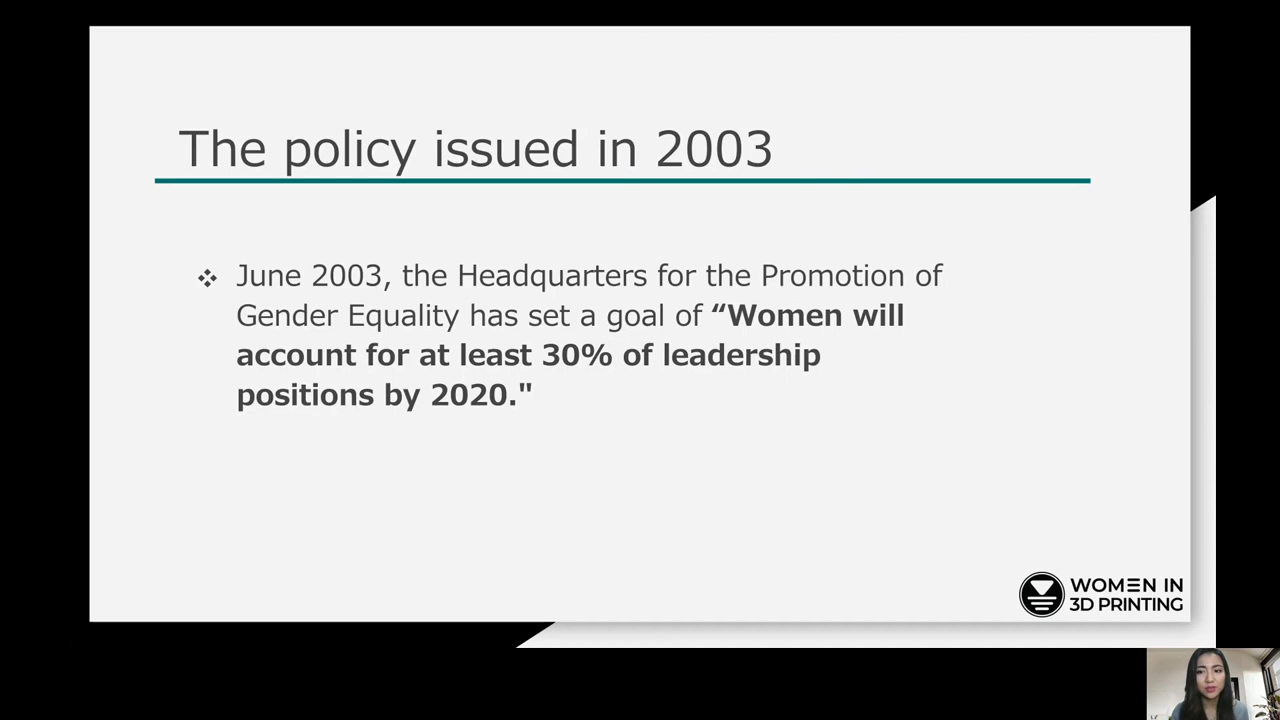 The policy issued in 2003
❖ June 2003, the Headquarters for the Promotion of
Gender Equality has set a goal of “Women will
account for at least 30% of leadership
positions by 2020."
WOMEN IN
3D PRINTING